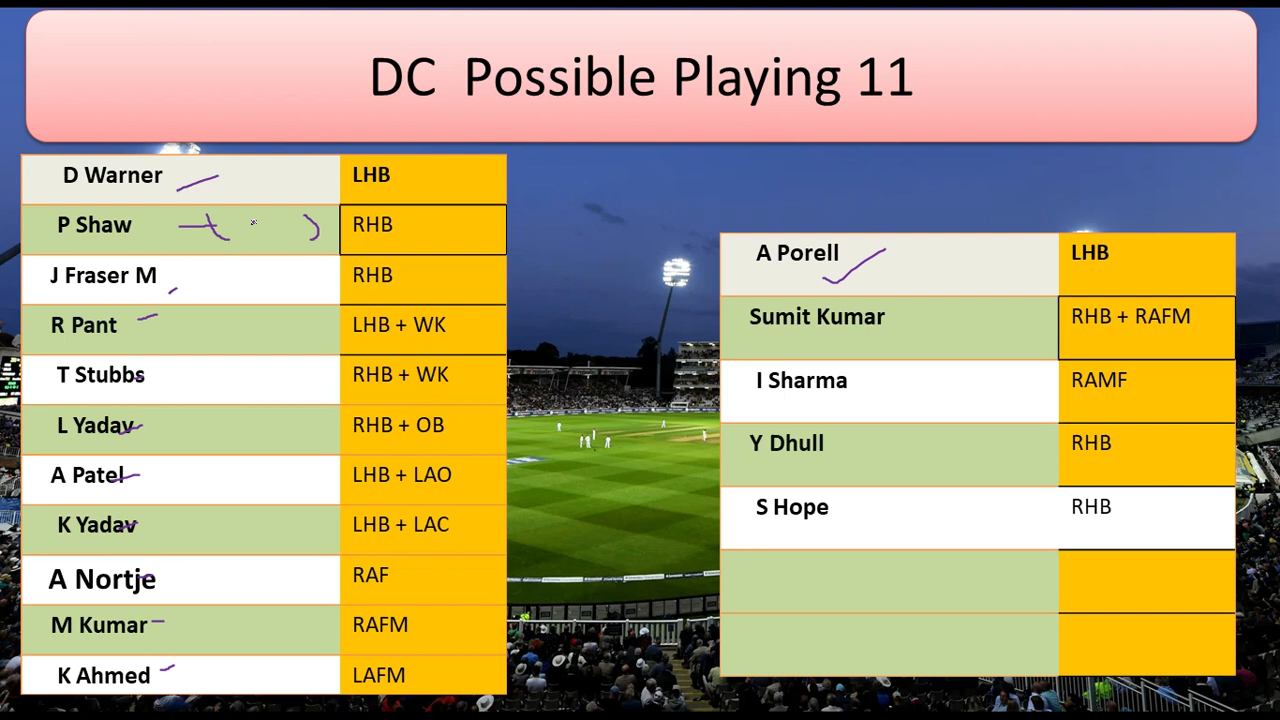 DC Possible Playing 11
D Warner LHB
P Shaw RHB
J Fraser M RHB
R Pant LHB + WK
T Stubbs RHB + WK
L Yadav RHB + OB
A Patel LHB + LAO
K Yadav LHB + LAC
A Nortje RAF
M Kumar RAFM
K Ahmed LAFM
A Porell LHB
Sumit Kumar RHB + RAFM
I Sharma RAMF
Y Dhull RHB
S Hope RHB